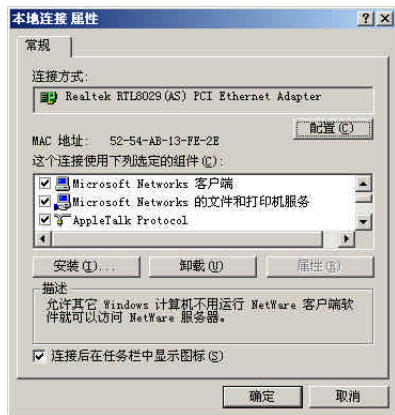 本地连接 属性
常规
连接方式:
Realtek RTL8029(AS) PCI Ethernet Adapter
配置(C)
MAC 地址: 52-54-AB-13-FE-2E
这个连接使用下列选定的组件(C):
Microsoft Networks 客户端
Microsoft Networks 的文件和打印机服务
AppleTalk Protocol
安装(I)... 卸载(U) 属性(R)
描述
允许其它 Windows 计算机不用运行 NetWare 客户端软
件就可以访问 NetWare 服务器。
连接后在任务栏中显示图标(S)
确定 取消